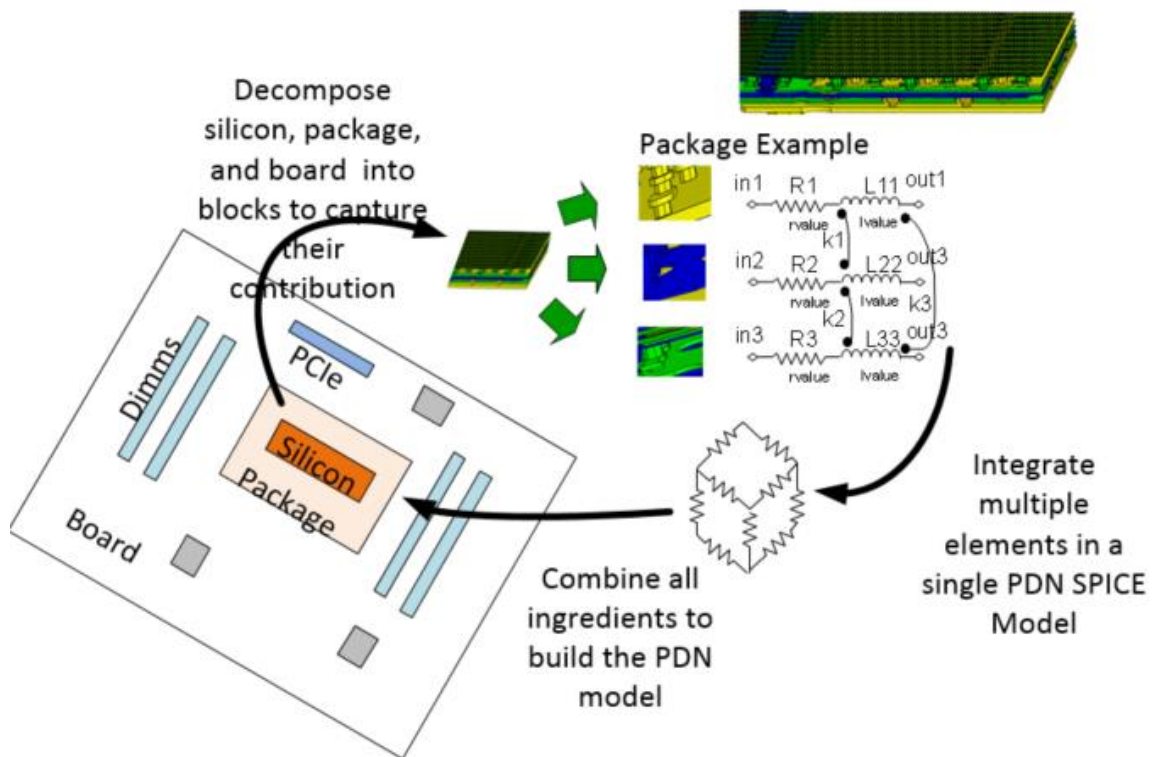 Decompose
silicon, package,
and board into
blocks to capture
their
contribution
Package Example
in1 R1 L11 out1
rvalue lvalue
k1
in2 R2 L22 out3
rvalue lvalue
k2 k3
in3 R3 L33 out3
rvalue lvalue
Dimms
PCIe
Silicon
Package
Board
Integrate
multiple
elements in a
single PDN SPICE
Model
Combine all
ingredients to
build the PDN
model